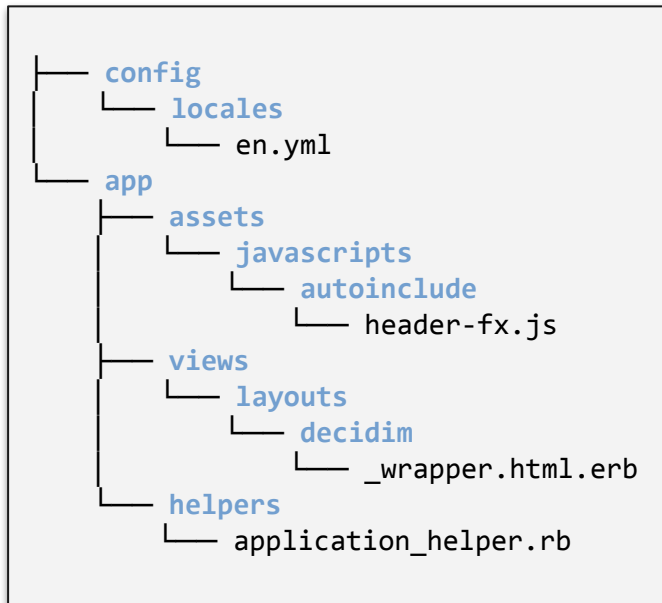 config
locales
en.yml
app
assets
javascripts
autoinclude
header-fx.js
views
layouts
decidim
_wrapper.html.erb
helpers
application_helper.rb